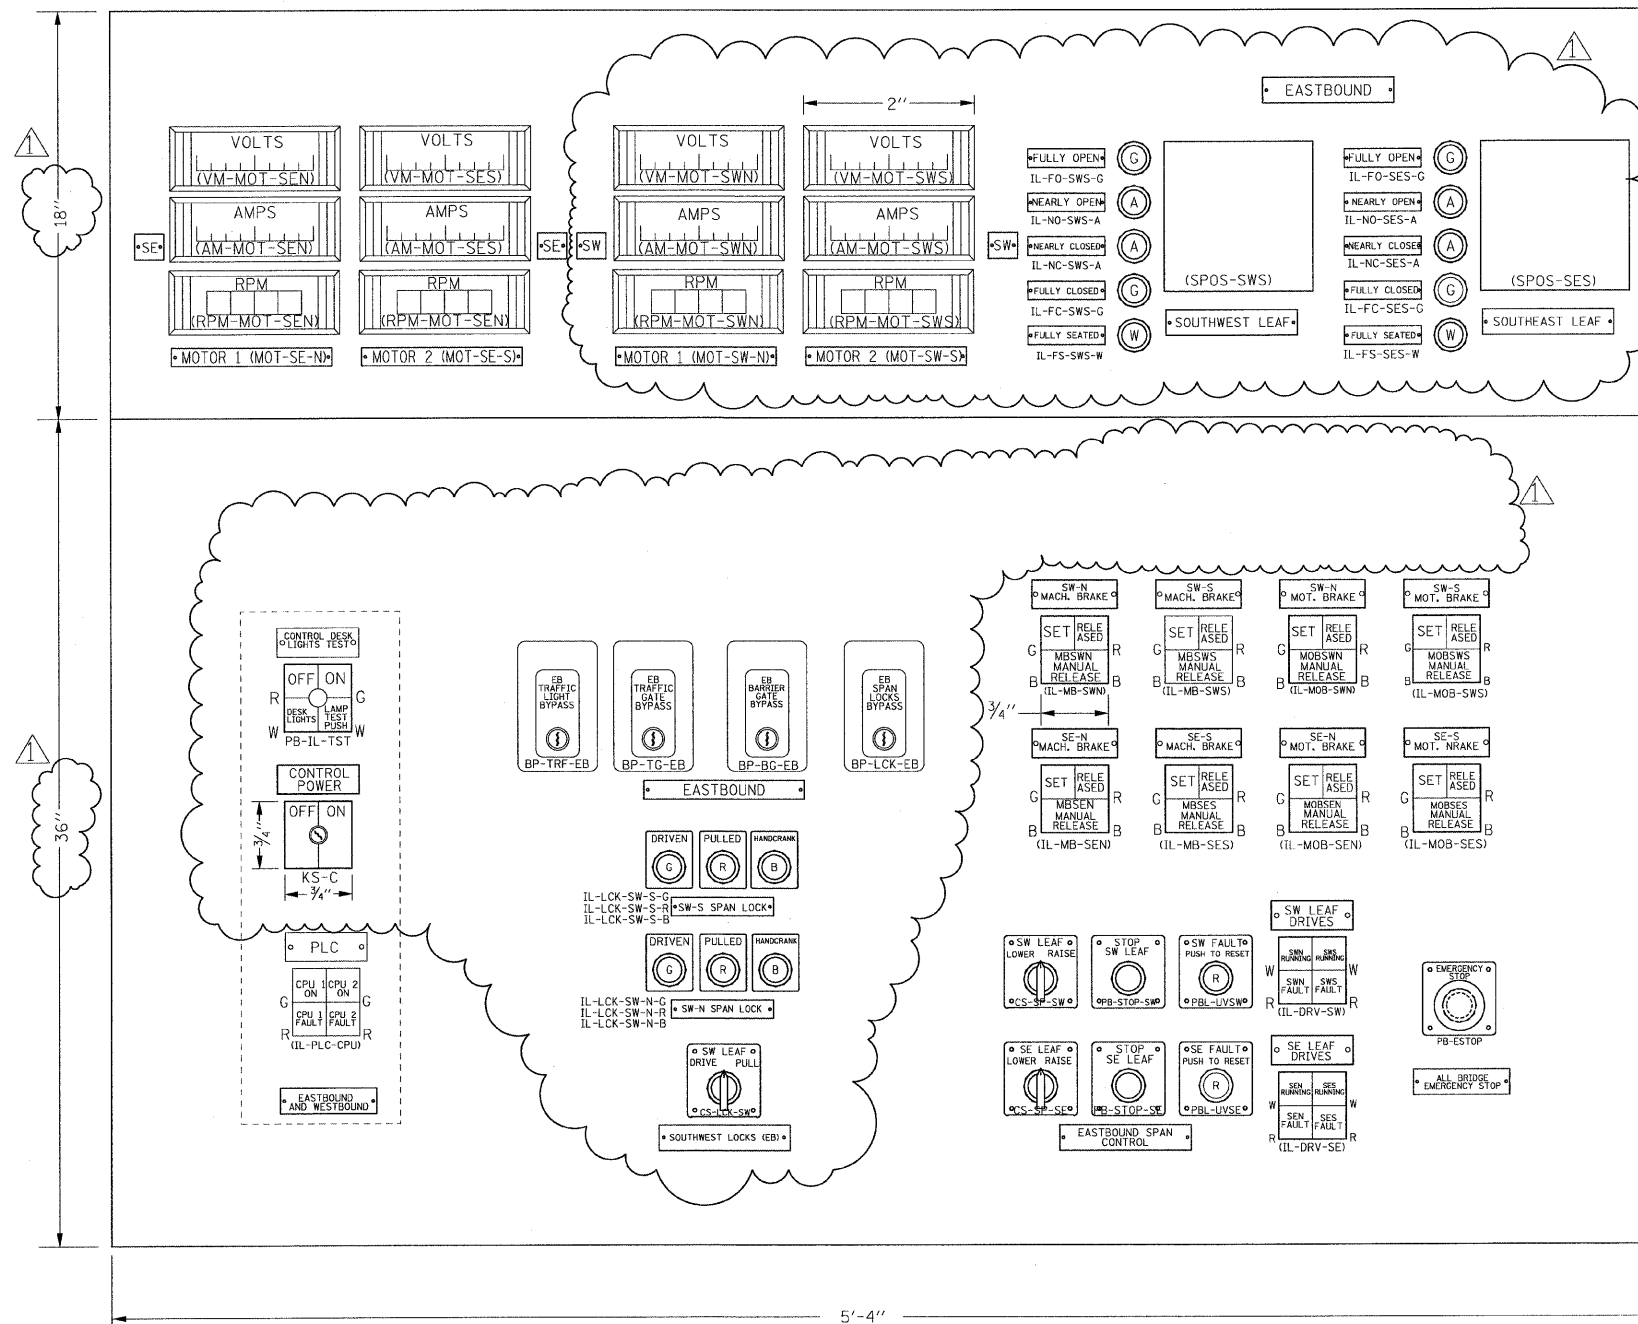 1
18"
1
36"
5'-4"
1
1
SE
VOLTS
(VM-MOT-SEN)
AMPS
(AM-MOT-SEN)
RPM
(RPM-MOT-SEN)
MOTOR 1 (MOT-SE-N)
VOLTS
(VM-MOT-SES)
AMPS
(AM-MOT-SES)
RPM
(RPM-MOT-SEN)
MOTOR 2 (MOT-SE-S)
SE
SW
VOLTS
(VM-MOT-SWN)
AMPS
(AM-MOT-SWN)
RPM
(RPM-MOT-SWN)
MOTOR 1 (MOT-SW-N)
2"
VOLTS
(VM-MOT-SWS)
AMPS
(AM-MOT-SWS)
RPM
(RPM-MOT-SWS)
MOTOR 2 (MOT-SW-S)
SW
EASTBOUND
FULLY OPEN
G
IL-FO-SWS-G
NEARLY OPEN
A
IL-NO-SWS-A
NEARLY CLOSED
A
IL-NC-SWS-A
FULLY CLOSED
G
IL-FC-SWS-G
FULLY SEATED
W
IL-FS-SWS-W
(SPOS-SWS)
SOUTHWEST LEAF
FULLY OPEN
G
IL-FO-SES-G
NEARLY OPEN
A
IL-NO-SES-A
NEARLY CLOSED
A
IL-NC-SES-A
FULLY CLOSED
G
IL-FC-SES-G
FULLY SEATED
W
IL-FS-SES-W
(SPOS-SES)
SOUTHEAST LEAF
CONTROL DESK
LIGHTS TEST
OFF ON
R G
DESK
LIGHTS
LAMP
TEST
PUSH
W W
PB-IL-TST
CONTROL
POWER
OFF ON
3/4"
KS-C
3/4"
PLC
CPU 1
ON
CPU 2
ON
G G
CPU 1
FAULT
CPU 2
FAULT
R R
(IL-PLC-CPU)
EASTBOUND
AND WESTBOUND
EB
TRAFFIC
LIGHT
BYPASS
BP-TRF-EB
EB
TRAFFIC
GATE
BYPASS
BP-TG-EB
EB
BARRIER
GATE
BYPASS
BP-BG-EB
EB
SPAN
LOCKS
BYPASS
BP-LCK-EB
EASTBOUND
DRIVEN PULLED HANDCRANK
G R B
IL-LCK-SW-S-G
IL-LCK-SW-S-R
IL-LCK-SW-S-B
SW-S SPAN LOCK
DRIVEN PULLED HANDCRANK
G R B
IL-LCK-SW-N-G
IL-LCK-SW-N-R
IL-LCK-SW-N-B
SW-N SPAN LOCK
SW LEAF
DRIVE PULL
CS-LCK-SW
SOUTHWEST LOCKS (EB)
SW-N
MACH. BRAKE
SET RELE
ASED
G R
MBSWN
MANUAL
RELEASE
B B
(IL-MB-SWN)
3/4"
SW-S
MACH. BRAKE
SET RELE
ASED
G R
MBSWS
MANUAL
RELEASE
B B
(IL-MB-SWS)
SW-N
MOT. BRAKE
SET RELE
ASED
G R
MOBSWN
MANUAL
RELEASE
B B
(IL-MOB-SWN)
SW-S
MOT. BRAKE
SET RELE
ASED
G R
MOBSWS
MANUAL
RELEASE
B B
(IL-MOB-SWS)
SE-N
MACH. BRAKE
SET RELE
ASED
G R
MBSEN
MANUAL
RELEASE
B B
(IL-MB-SEN)
SE-S
MACH. BRAKE
SET RELE
ASED
G R
MBSES
MANUAL
RELEASE
B B
(IL-MB-SES)
SE-N
MOT. BRAKE
SET RELE
ASED
G R
MOBSEN
MANUAL
RELEASE
B B
(IL-MOB-SEN)
SE-S
MOT. NRAKE
SET RELE
ASED
G R
MOBSES
MANUAL
RELEASE
B B
(IL-MOB-SES)
SW LEAF
LOWER RAISE
CS-SP-SW
STOP
SW LEAF
PB-STOP-SW
SW FAULT
PUSH TO RESET
R
PBL-UVSW
SW LEAF
DRIVES
SWN
RUNNING
SWS
RUNNING
W W
SWN
FAULT
SWS
FAULT
R R
(IL-DRV-SW)
EMERGENCY
STOP
PB-ESTOP
ALL BRIDGE
EMERGENCY STOP
SE LEAF
LOWER RAISE
CS-SP-SE
STOP
SE LEAF
PB-STOP-SE
SE FAULT
PUSH TO RESET
R
PBL-UVSE
SE LEAF
DRIVES
SEN
RUNNING
SES
RUNNING
W W
SEN
FAULT
SES
FAULT
R R
(IL-DRV-SE)
EASTBOUND SPAN
CONTROL